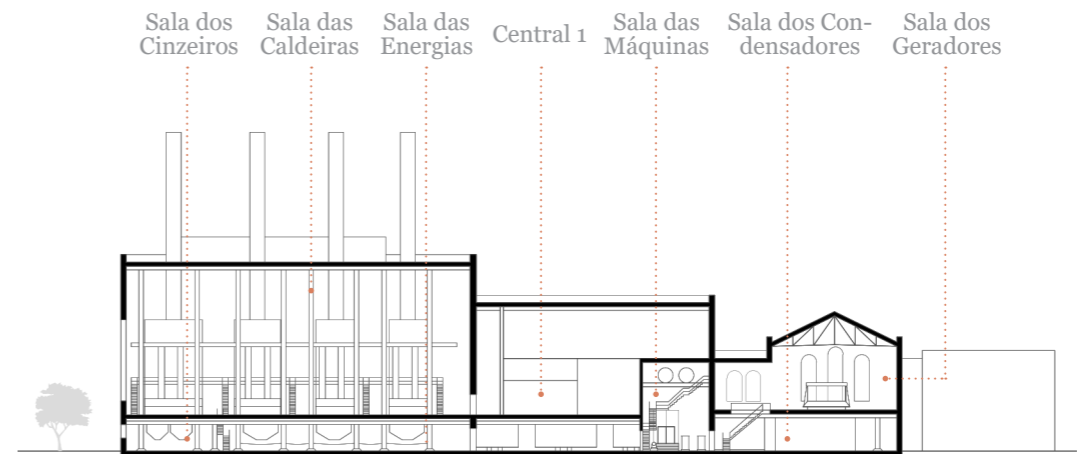 Sala dos
Cinzeiros
Sala das
Caldeiras
Sala das
Energias
Central 1
Sala das
Máquinas
Sala dos Con-
densadores
Sala dos
Geradores